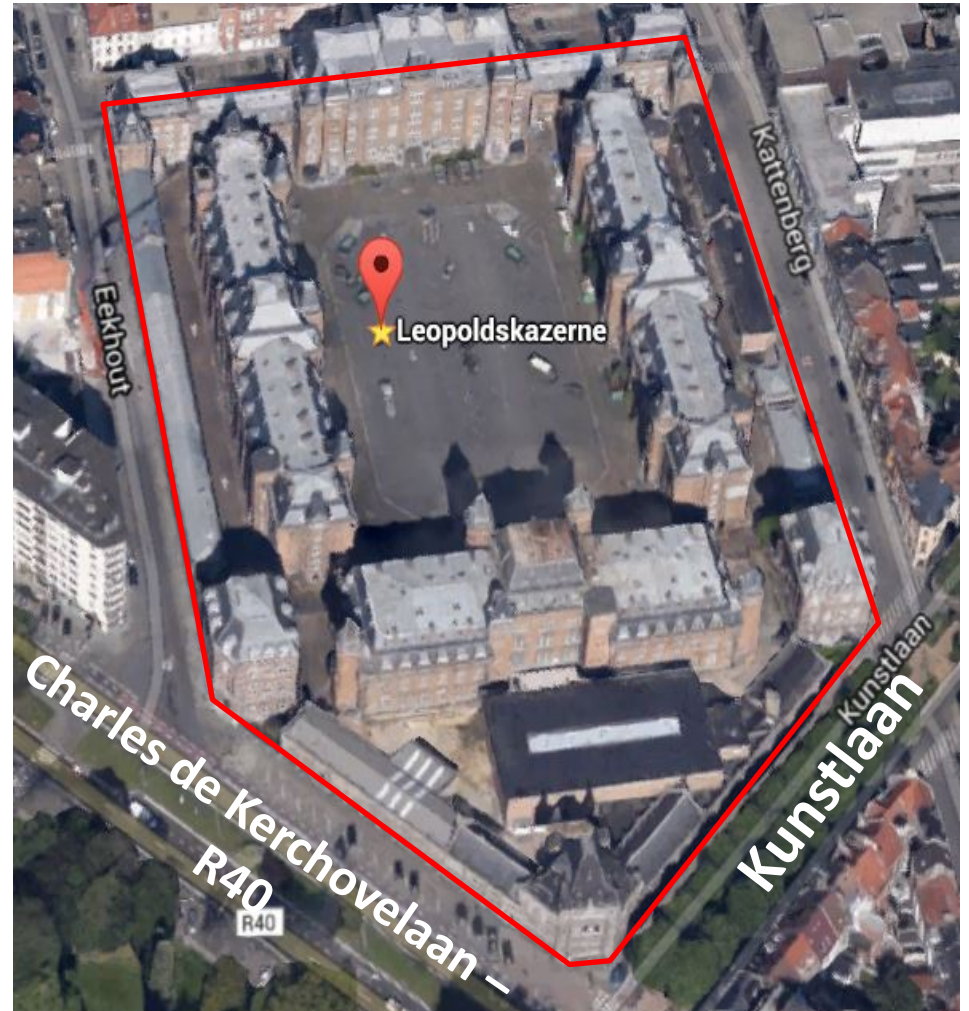 Kattenberg
Eekhout
Leopoldskazerne
Kunstlaan
Kunstlaan
Charles de Kerchovelaan –
R40
R40